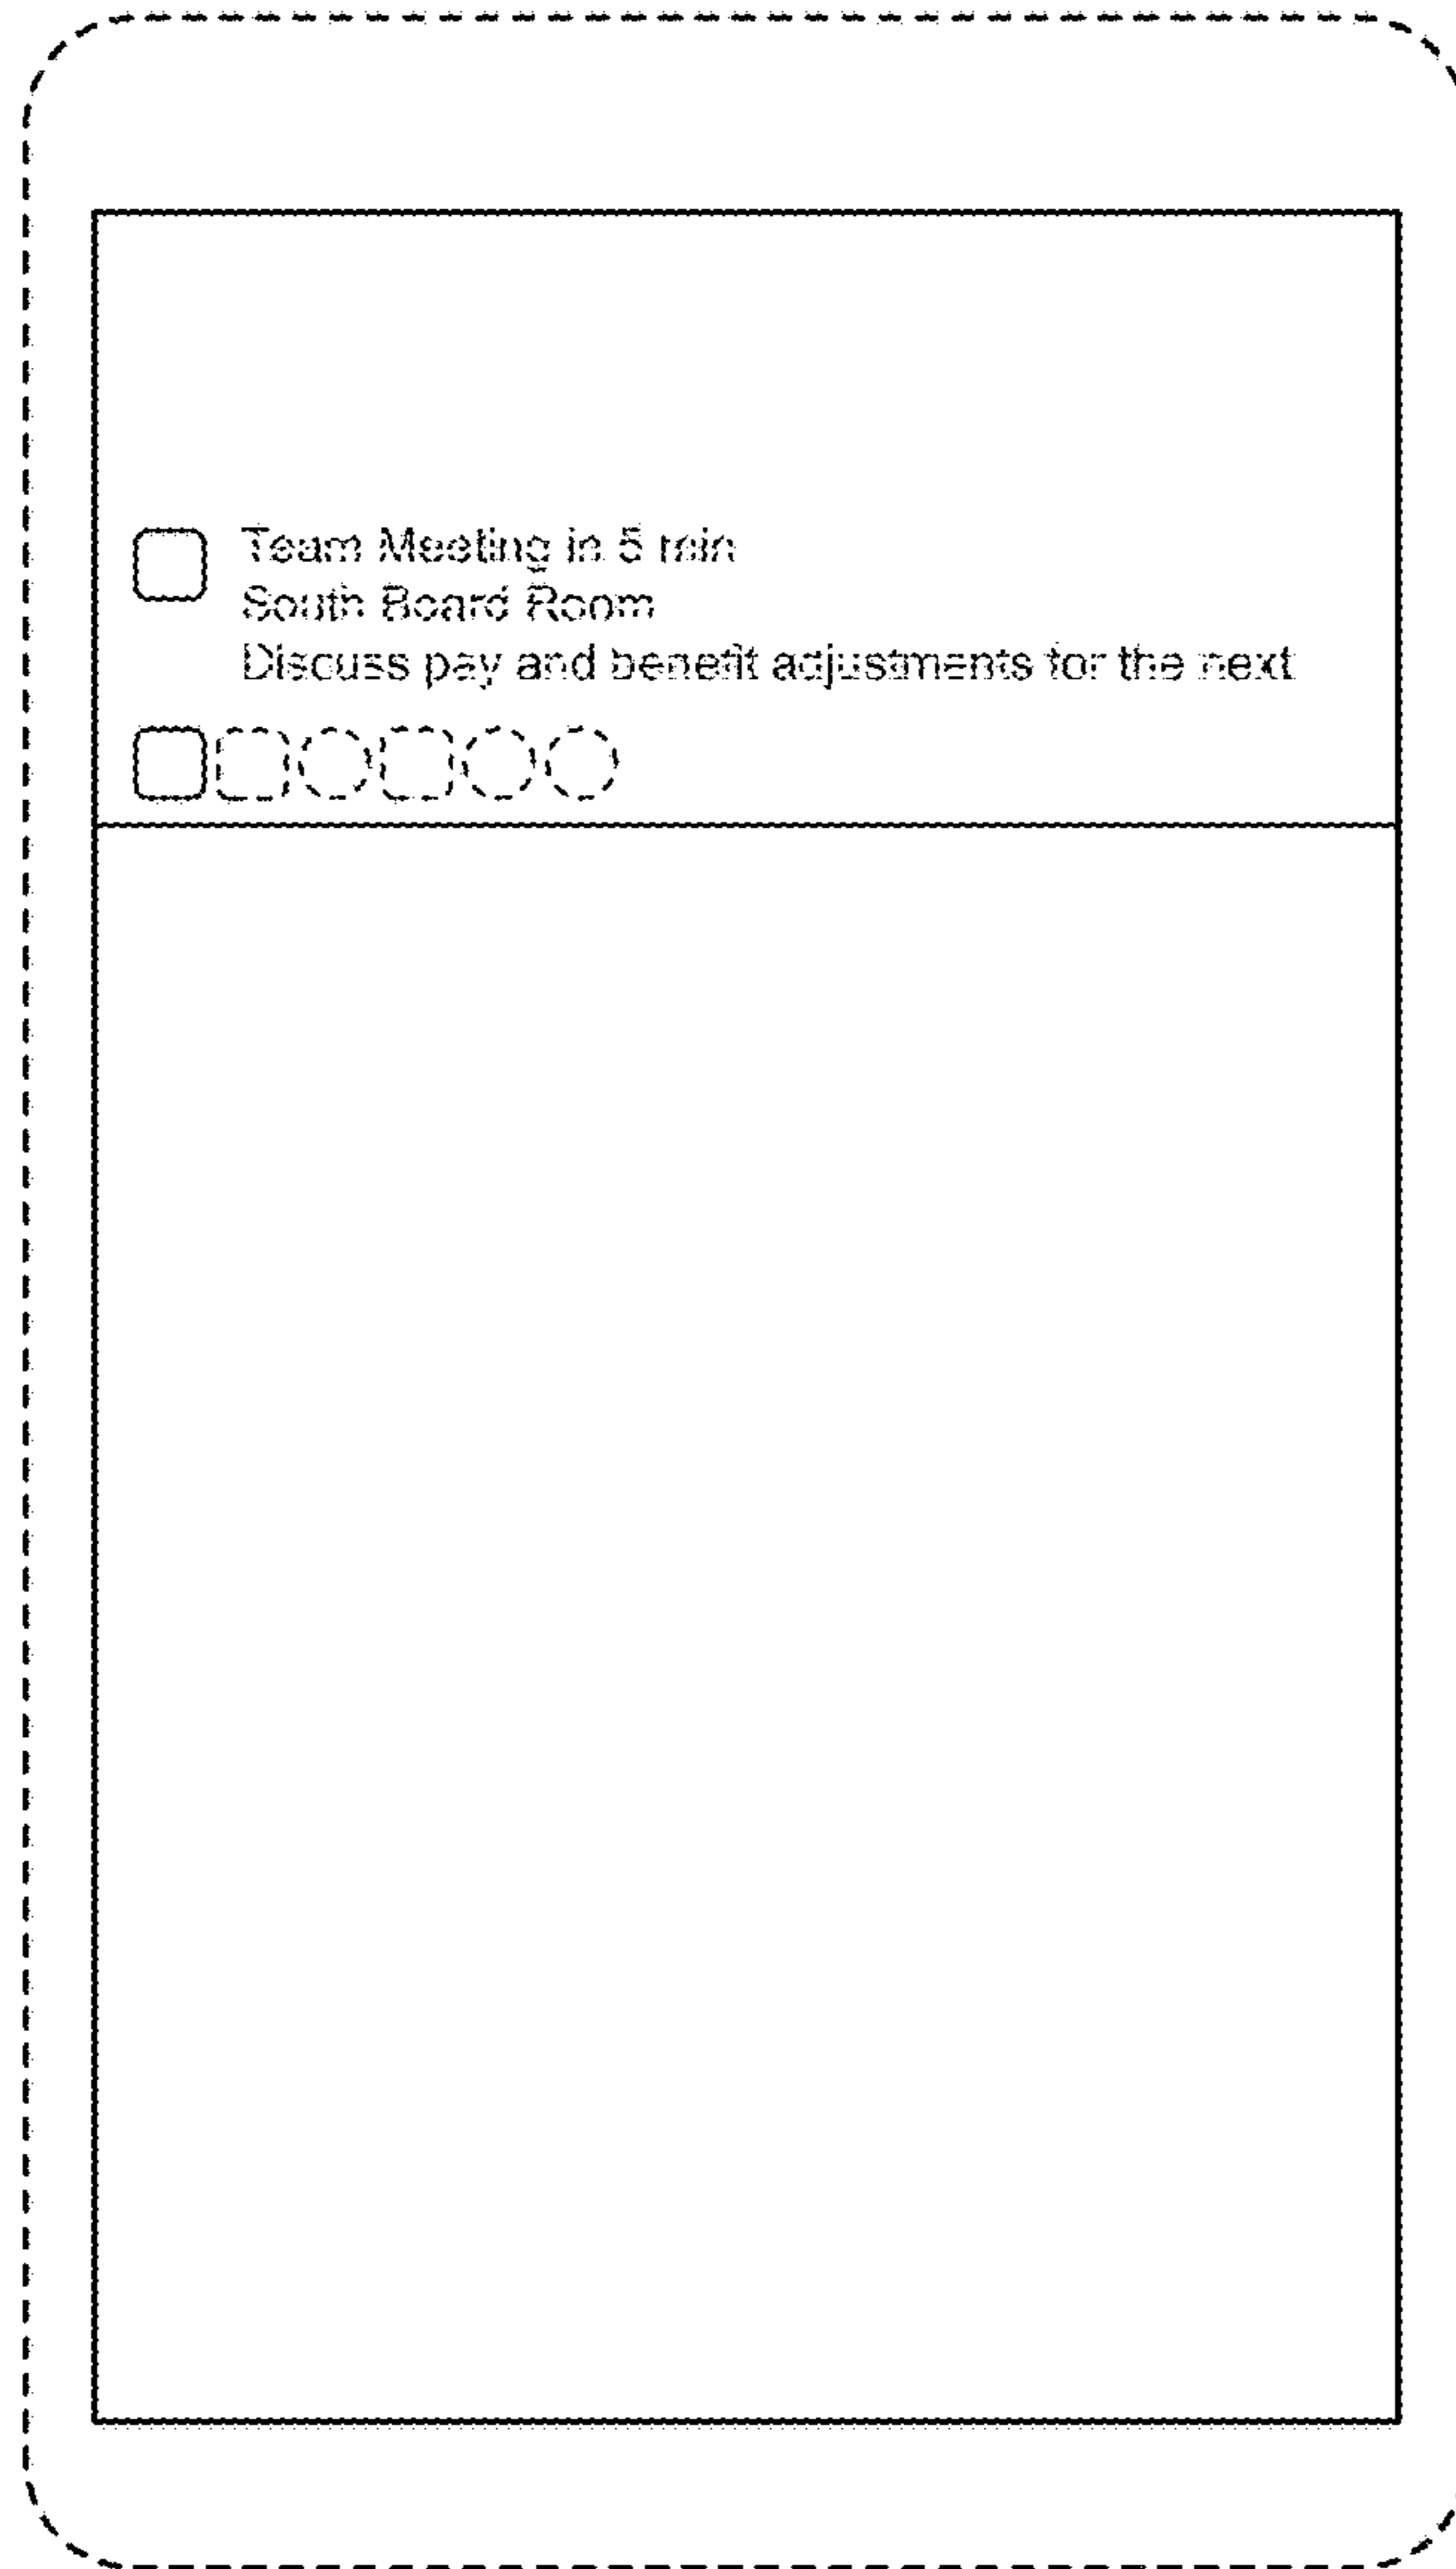 Team Meeting in 5 min
South Board Room
Discuss pay and benefit adjustments for the next